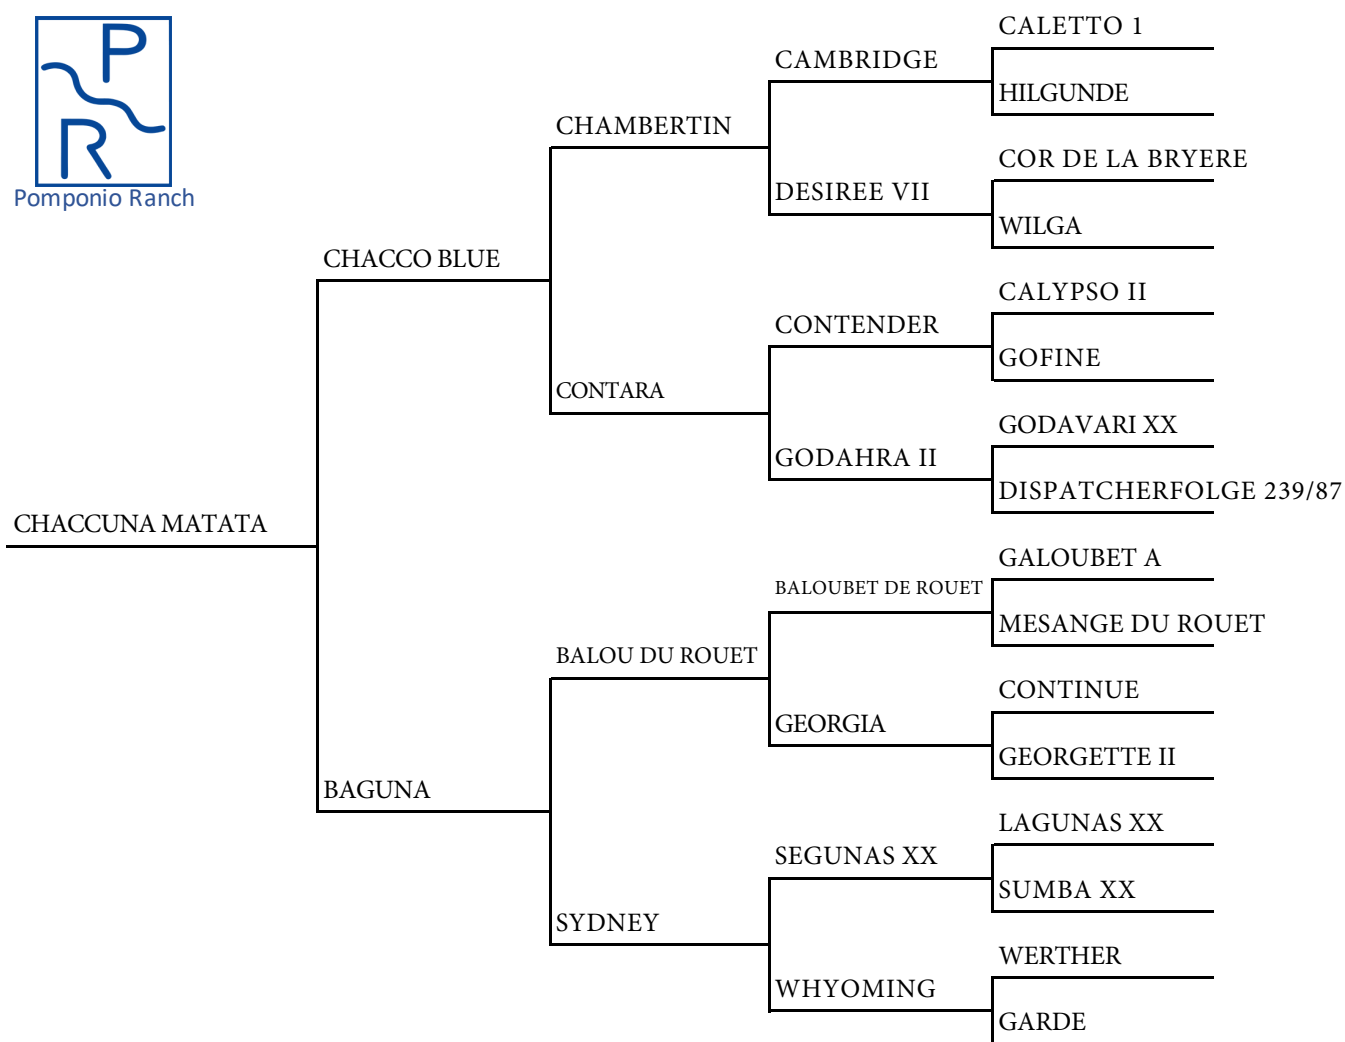 P
R
Pomponio Ranch
CALETTO 1
CAMBRIDGE
HILGUNDE
CHAMBERTIN
COR DE LA BRYERE
DESIREE VII
WILGA
CHACCO BLUE
CALYPSO II
CONTENDER
GOFINE
CONTARA
GODAVARI XX
GODAHRA II
DISPATCHERFOLGE 239/87
CHACCUNA MATATA
GALOUBET A
BALOUBET DE ROUET
MESANGE DU ROUET
BALOU DU ROUET
CONTINUE
GEORGIA
GEORGETTE II
BAGUNA
LAGUNAS XX
SEGUNAS XX
SUMBA XX
SYDNEY
WERTHER
WHYOMING
GARDE